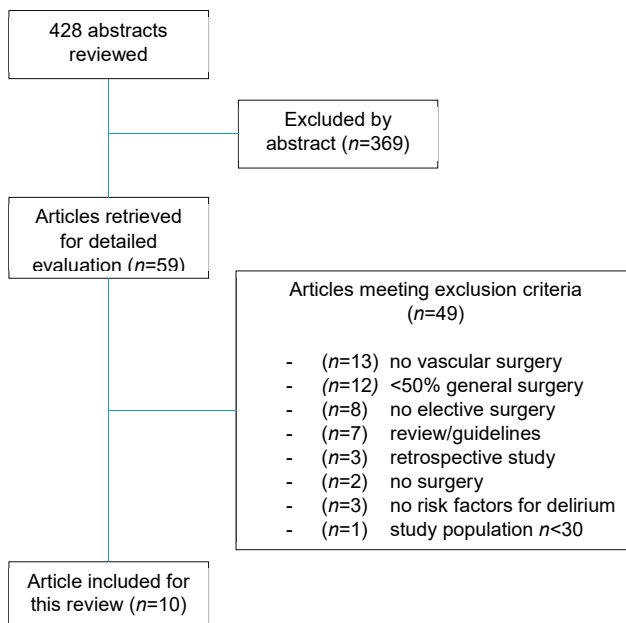 428 abstracts
reviewed
Excluded by
abstract (n=369)
Articles retrieved
for detailed
evaluation (n=59)
Articles meeting exclusion criteria
(n=49)
- (n=13) no vascular surgery
- (n=12) <50% general surgery
- (n=8) no elective surgery
- (n=7) review/guidelines
- (n=3) retrospective study
- (n=2) no surgery
- (n=3) no risk factors for delirium
- (n=1) study population n<30
Article included for
this review (n=10)